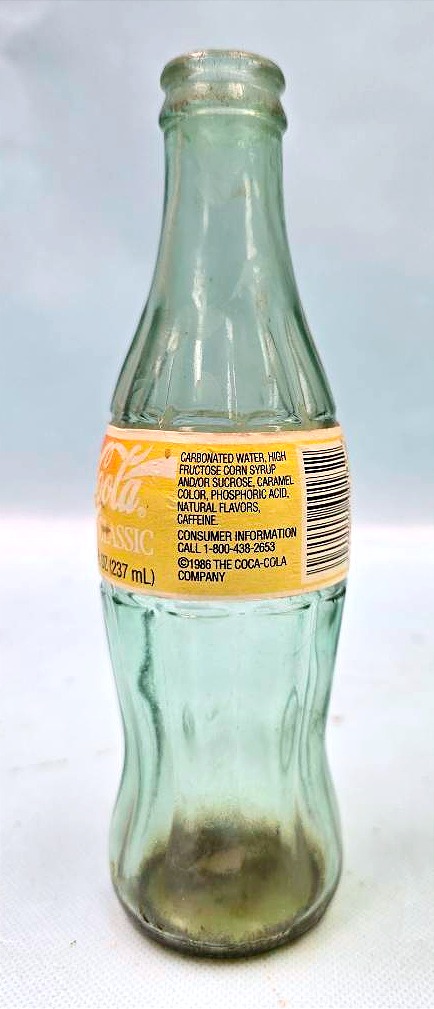 Cola
CLASSIC
OZ (237 mL)
CARBONATED WATER, HIGH
FRUCTOSE CORN SYRUP
AND/OR SUCROSE, CARAMEL
COLOR, PHOSPHORIC ACID,
NATURAL FLAVORS,
CAFFEINE.
CONSUMER INFORMATION
CALL 1-800-438-2653
©1986 THE COCA-COLA
COMPANY